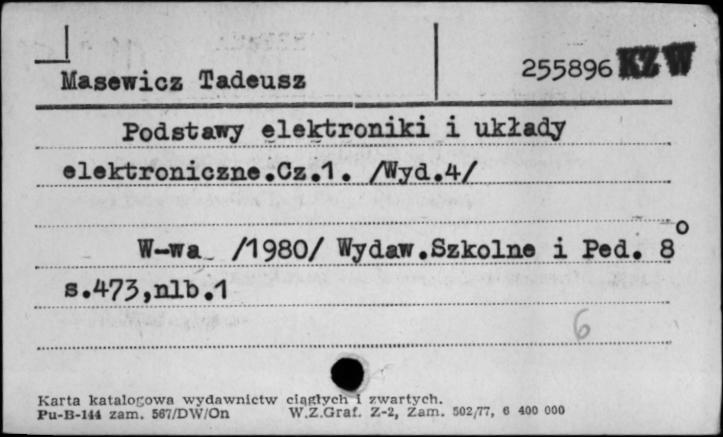 255896 KZ W
Masewicz Tadeusz
Podstawy elektroniki i układy
elektroniczne.Cz.1. /Wyd.4/
W-wa /1980/ Wydaw.Szkolne i Ped. 8°
s.473,nlb.1
6
Karta katalogowa wydawnictw ciągłych i zwartych.
Pu-B-144 zam. 567/DW/On W.Z.Graf. Z-2, Zam. 502/77, 6 400 000